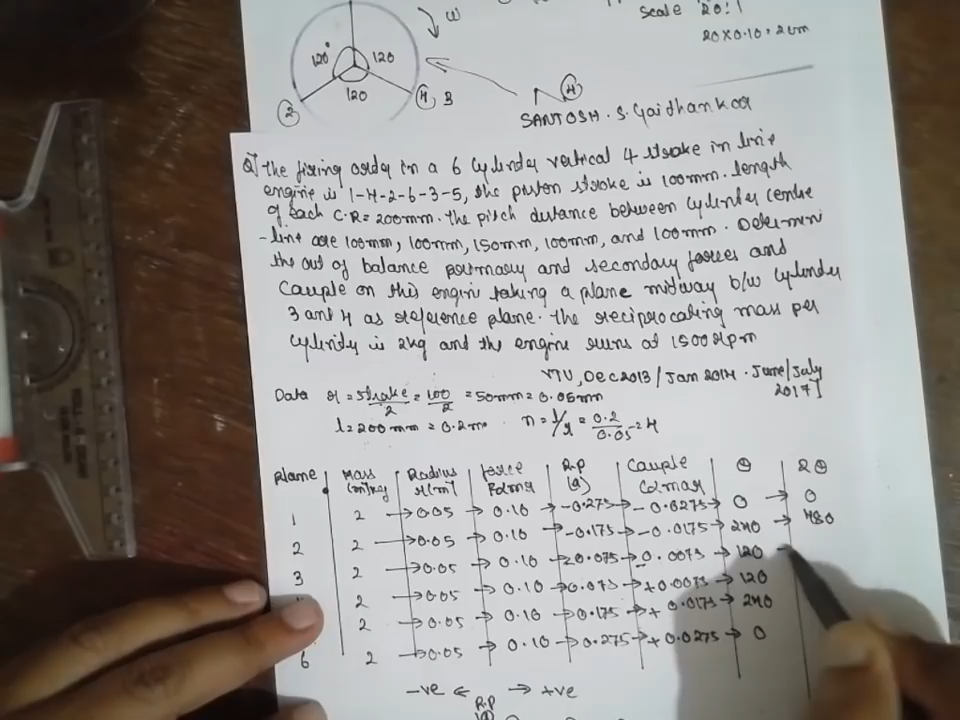 Scale 20:1
20X0.10=2cm
ω
120°
120
120
2
4 B
4
SANTOSH. S. Gaidhankar
Q] The firing order in a 6 cylinder vertical 4 stroke in line
engine is 1-4-2-6-3-5, the piston stroke is 100mm. length
of each C.R = 200mm. The pitch distance between cylinder centre
-line are 100mm, 100mm, 150mm, 100mm, and 100mm. Determine
the out of balance primary and secondary forces and
Couple on this engine taking a plane midway b/w cylinder
3 and 4 as reference plane. the reciprocating mass per
cylinder is 2kg and the engine runs at 1500rpm
VTU, Dec 2013/Jan 2014. June/July
2017]
Data r = stroke/2 = 100/2 = 50mm = 0.05m
l = 200mm = 0.2m. n = l/r = 0.2/0.05 = 4
Plane Mass (m) kg Radius r(m) force Fαmr R.P (a) Couple Cαmar θ 2θ
1 2 →0.05 → 0.10 → -0.275 → -0.0275 → 0 → 0
2 2 →0.05 → 0.10 → -0.175 → -0.0175 → 240 → 480
3 2 →0.05 → 0.10 0.075 0.0075 → 120
2 →0.05 → 0.10 → 0.075 → +0.0075 → 120
2 →0.05 → 0.10 → 0.175 → +0.0175 → 240
6 2 →0.05 → 0.10 → 0.275 → +0.0275 → 0
-ve ← R.P → +ve